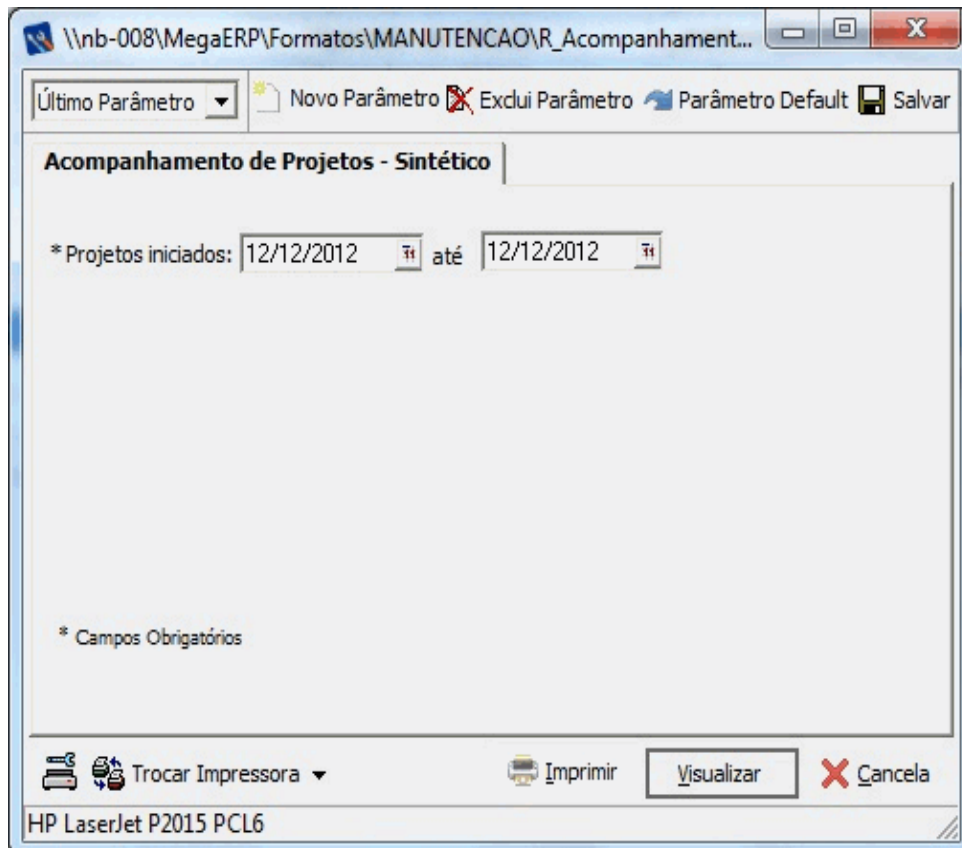 \\nb-008\MegaERP\Formatos\MANUTENCAO\R_Acompanhament...
Último Parâmetro Novo Parâmetro Exclui Parâmetro Parâmetro Default Salvar
Acompanhamento de Projetos - Sintético
* Projetos iniciados: 12/12/2012 até 12/12/2012
* Campos Obrigatórios
Trocar Impressora Imprimir Visualizar Cancela
HP LaserJet P2015 PCL6